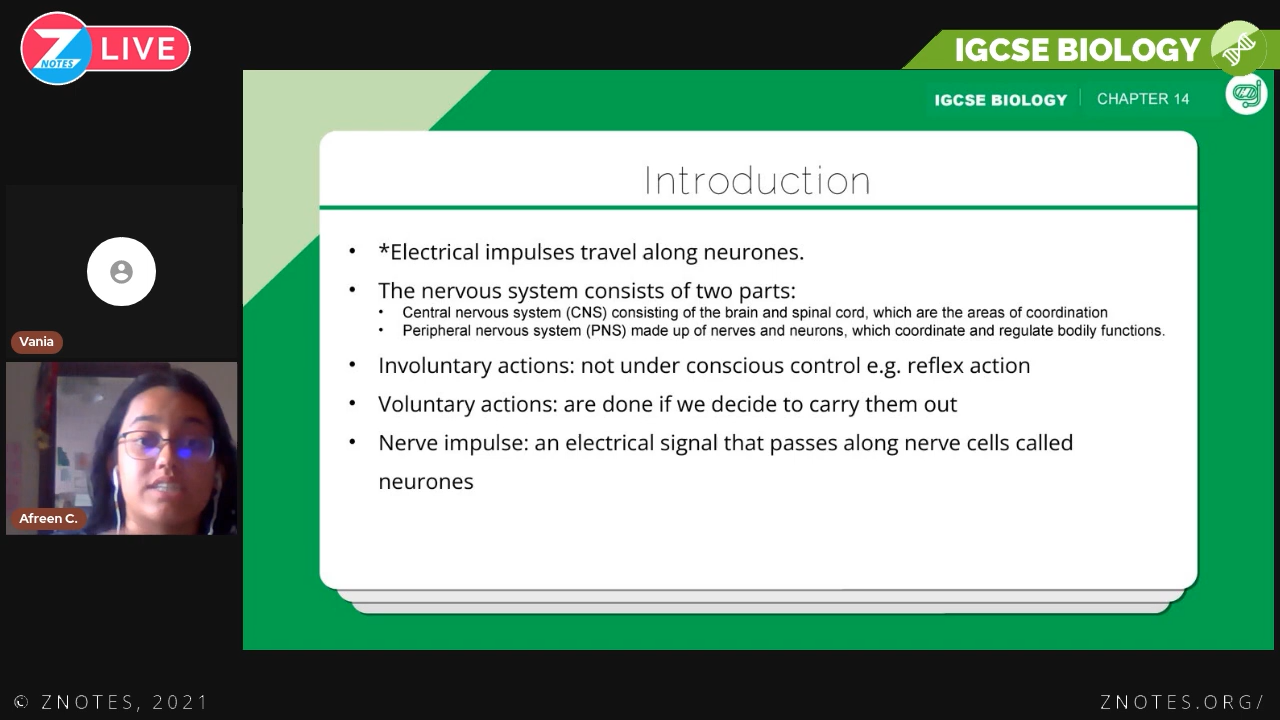 Z NOTES LIVE
IGCSE BIOLOGY
IGCSE BIOLOGY | CHAPTER 14
Introduction
• *Electrical impulses travel along neurones.
• The nervous system consists of two parts:
• Central nervous system (CNS) consisting of the brain and spinal cord, which are the areas of coordination
• Peripheral nervous system (PNS) made up of nerves and neurons, which coordinate and regulate bodily functions.
• Involuntary actions: not under conscious control e.g. reflex action
• Voluntary actions: are done if we decide to carry them out
• Nerve impulse: an electrical signal that passes along nerve cells called
neurones
Vania
Afreen C.
© ZNOTES, 2021
ZNOTES.ORG/